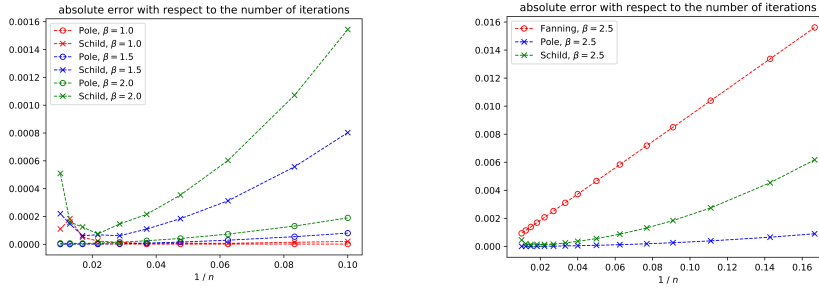 absolute error with respect to the number of iterations
0.0016
0.0014
0.0012
0.0010
0.0008
0.0006
0.0004
0.0002
0.0000
Pole, β = 1.0
Schild, β = 1.0
Pole, β = 1.5
Schild, β = 1.5
Pole, β = 2.0
Schild, β = 2.0
0.02 0.04 0.06 0.08 0.10
1 / n
absolute error with respect to the number of iterations
0.016
0.014
0.012
0.010
0.008
0.006
0.004
0.002
0.000
Fanning, β = 2.5
Pole, β = 2.5
Schild, β = 2.5
0.02 0.04 0.06 0.08 0.10 0.12 0.14 0.16
1 / n